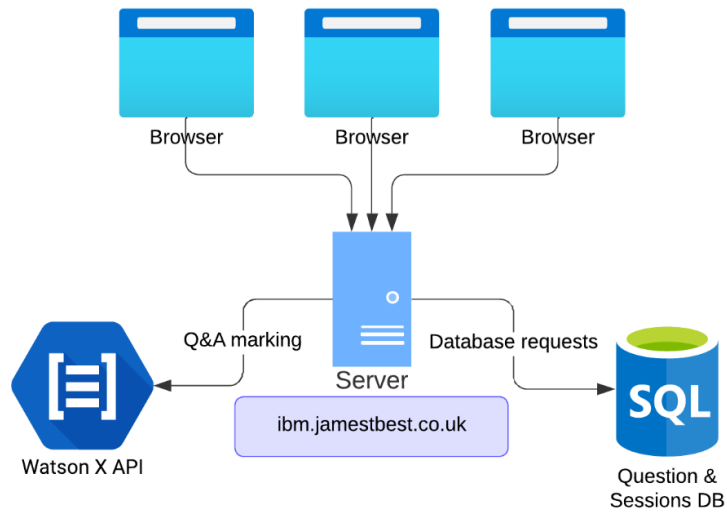 Browser
Browser
Browser
Q&A marking
Database requests
Server
SQL
ibm.jamestbest.co.uk
Watson X API
Question &
Sessions DB